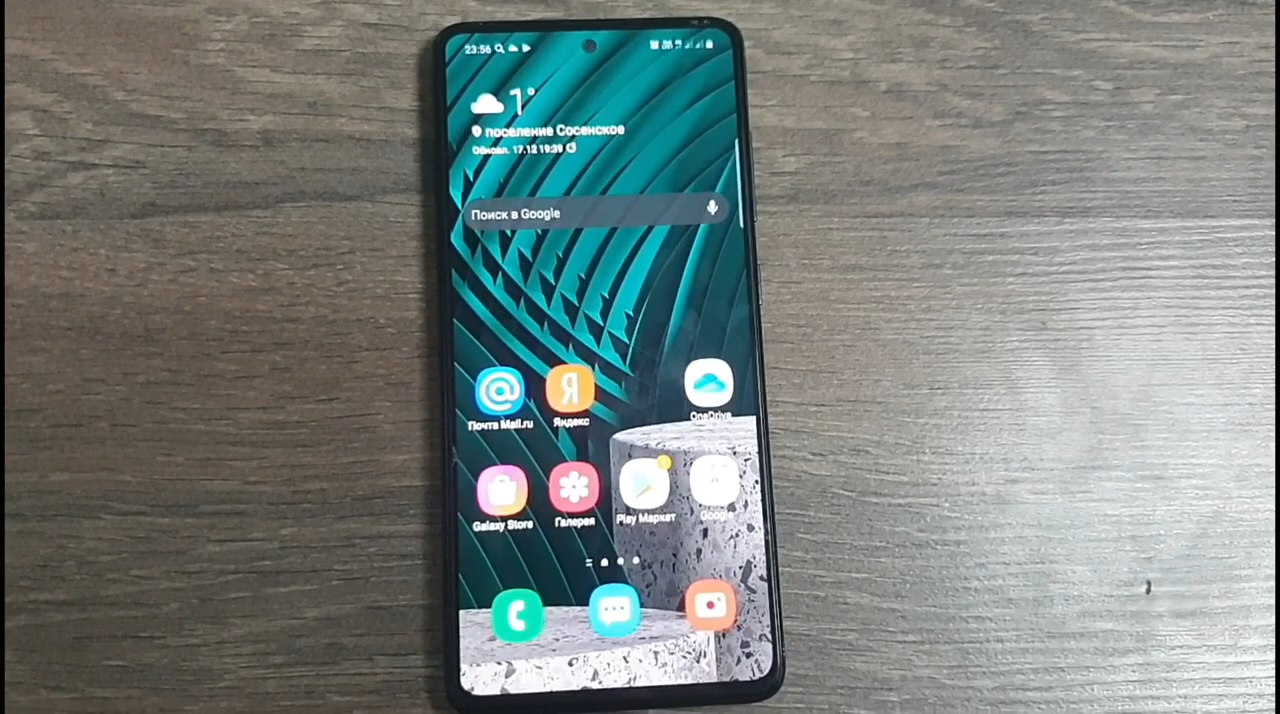 23:56
1°
поселение Сосенское
Обновл. 17.12 19:39
Поиск в Google
Я
Почта Mail.ru
Яндекс
OneDrive
Galaxy Store
Галерея
Play Маркет
Google